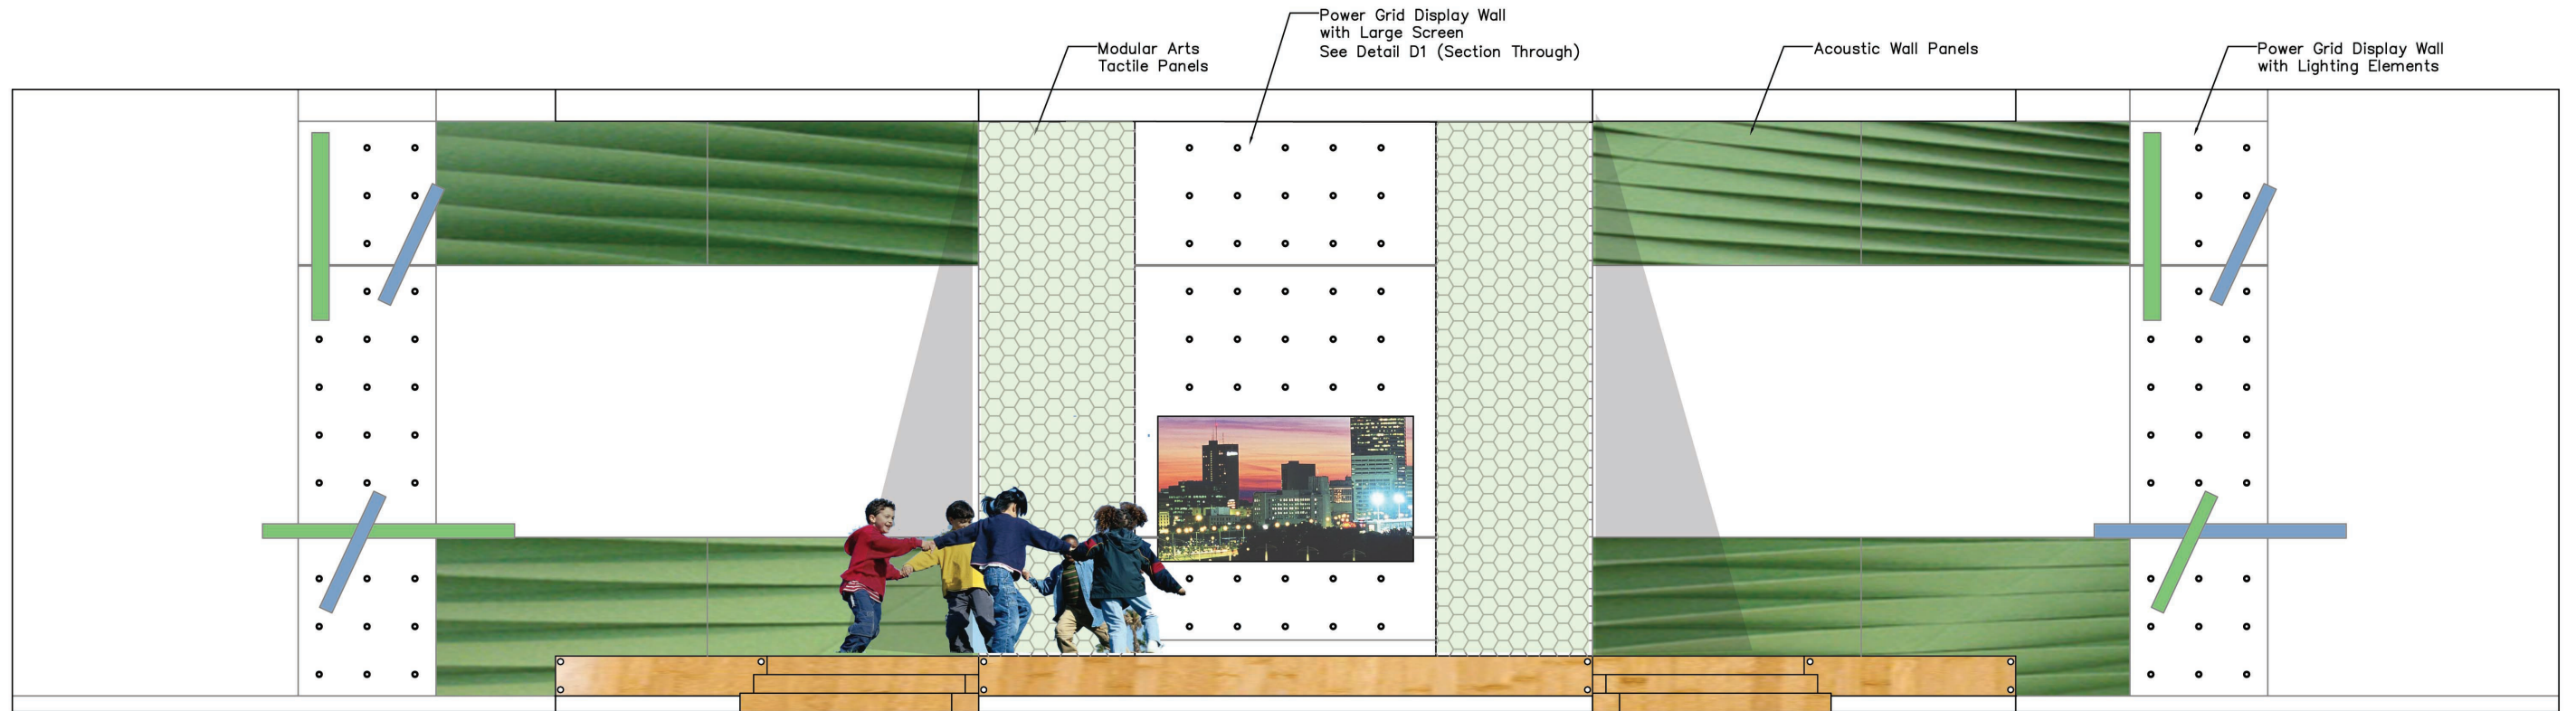 Power Grid Display Wall
with Large Screen
See Detail D1 (Section Through)
Modular Arts
Tactile Panels
Acoustic Wall Panels
Power Grid Display Wall
with Lighting Elements